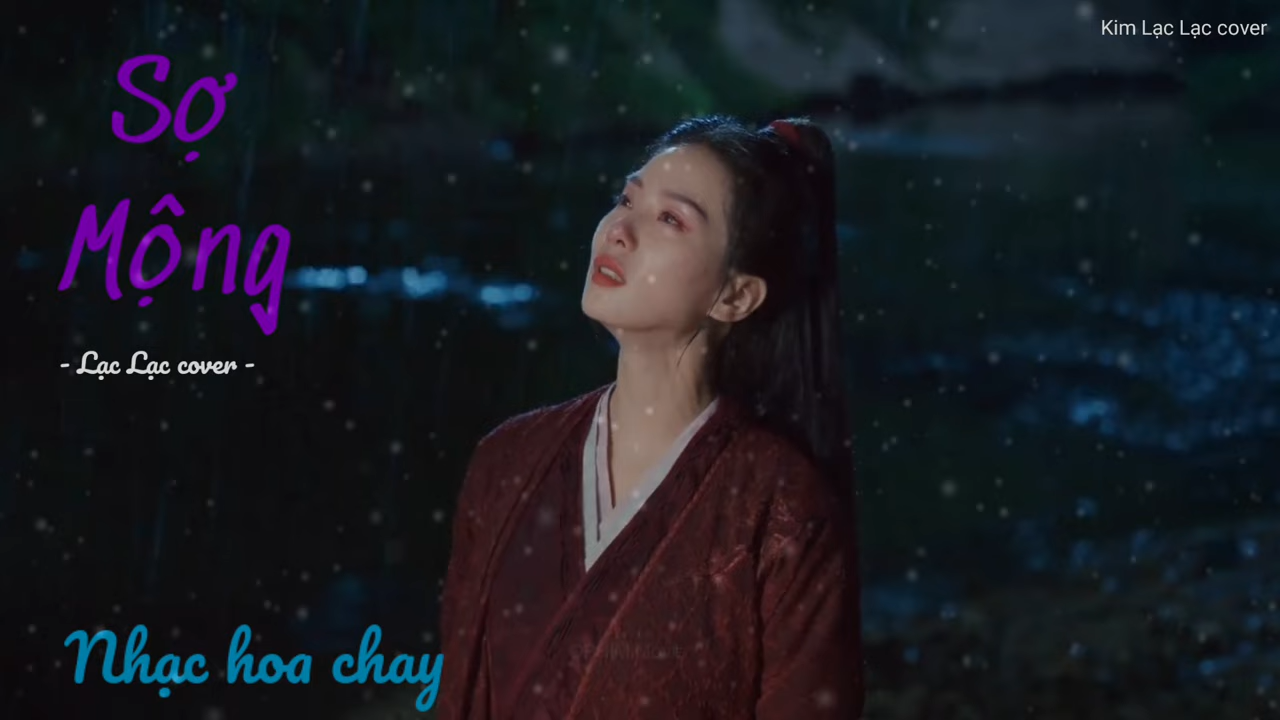 Kim Lạc Lạc cover
Sợ
Mộng
- Lạc Lạc cover -
Nhạc hoa chay